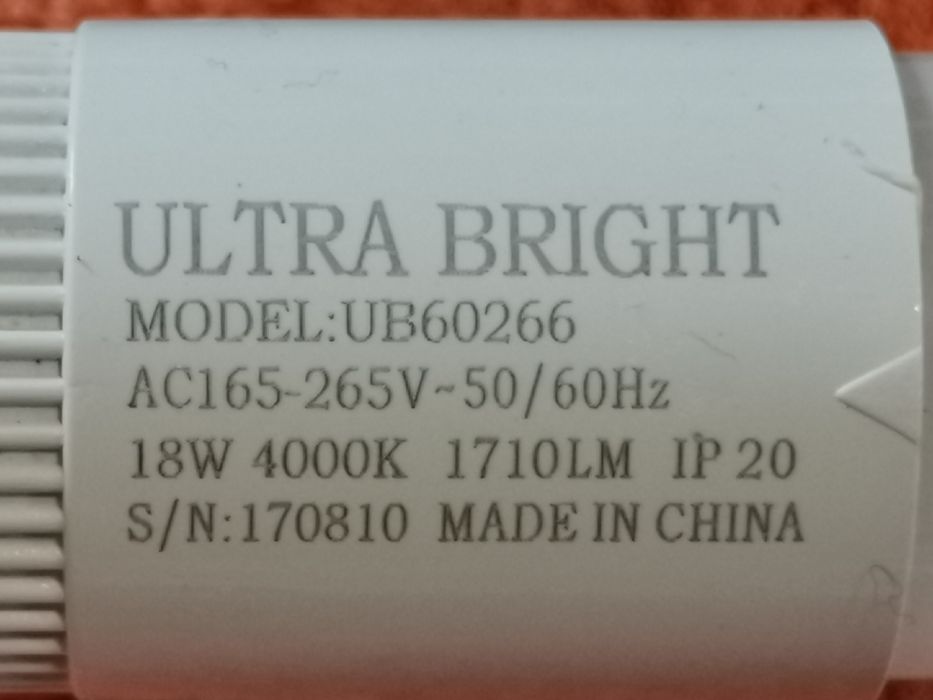 ULTRA BRIGHT
MODEL:UB60266
AC165-265V~50/60Hz
18W 4000K 1710LM IP 20
S/N:170810 MADE IN CHINA